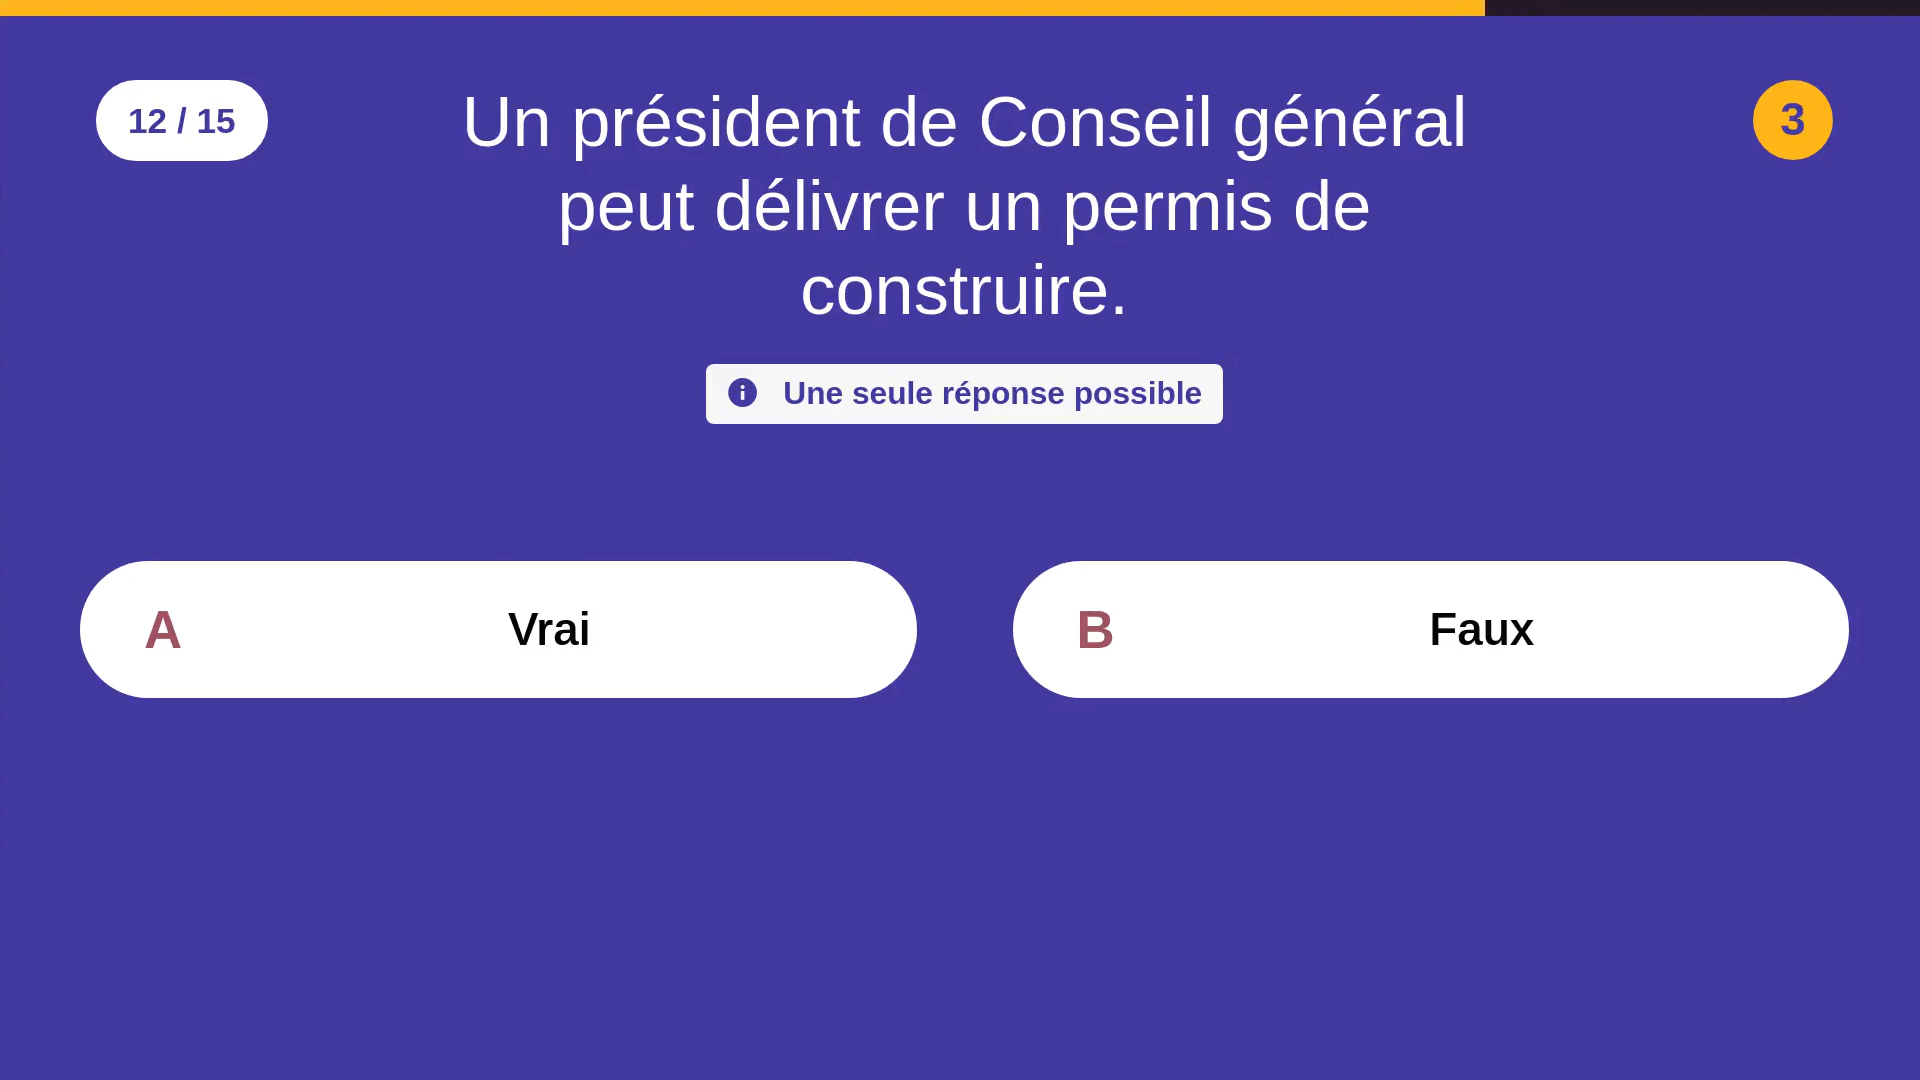 12 / 15
Un président de Conseil général
peut délivrer un permis de
construire.
3
Une seule réponse possible
A Vrai
B Faux